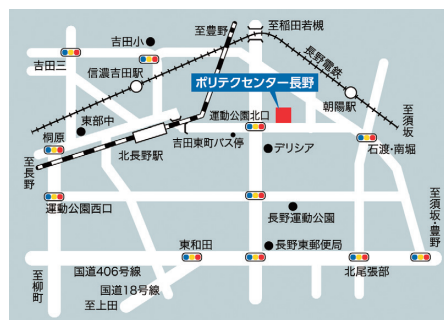 至豊野
至稲田若槻
吉田小
長野電鉄
吉田三
信濃吉田駅
ポリテクセンター長野
朝陽駅
至須坂
東部中
運動公園北口
桐原
吉田東町バス停
デリシア
石渡・南堀
至長野
北長野駅
運動公園西口
長野運動公園
至須坂・豊野
東和田
長野東郵便局
至柳町
国道406号線
北尾張部
国道18号線
至上田